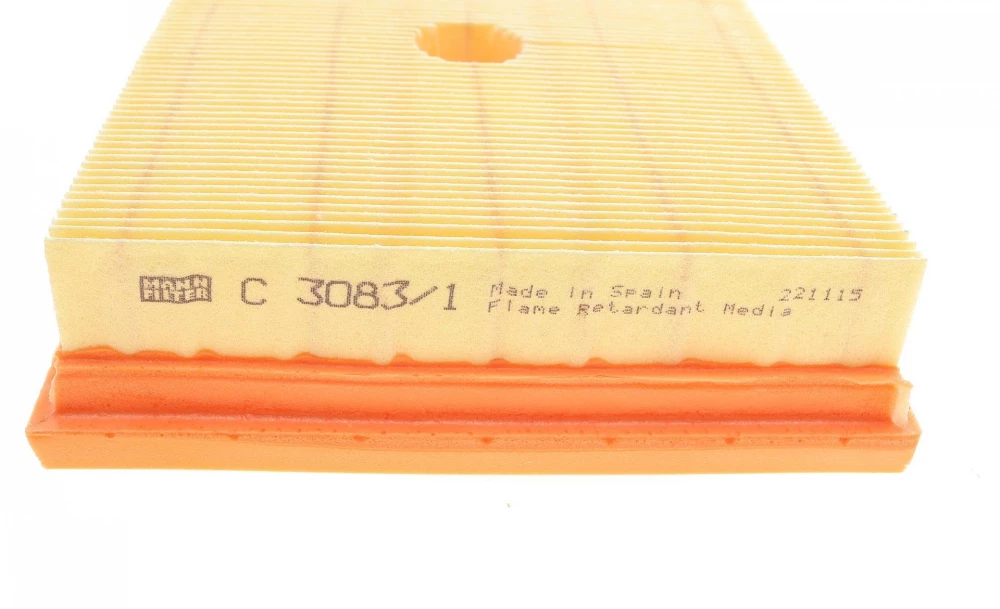 MANN
FILTER
C 3083/1
Made in Spain 221115
Flame Retardant Media